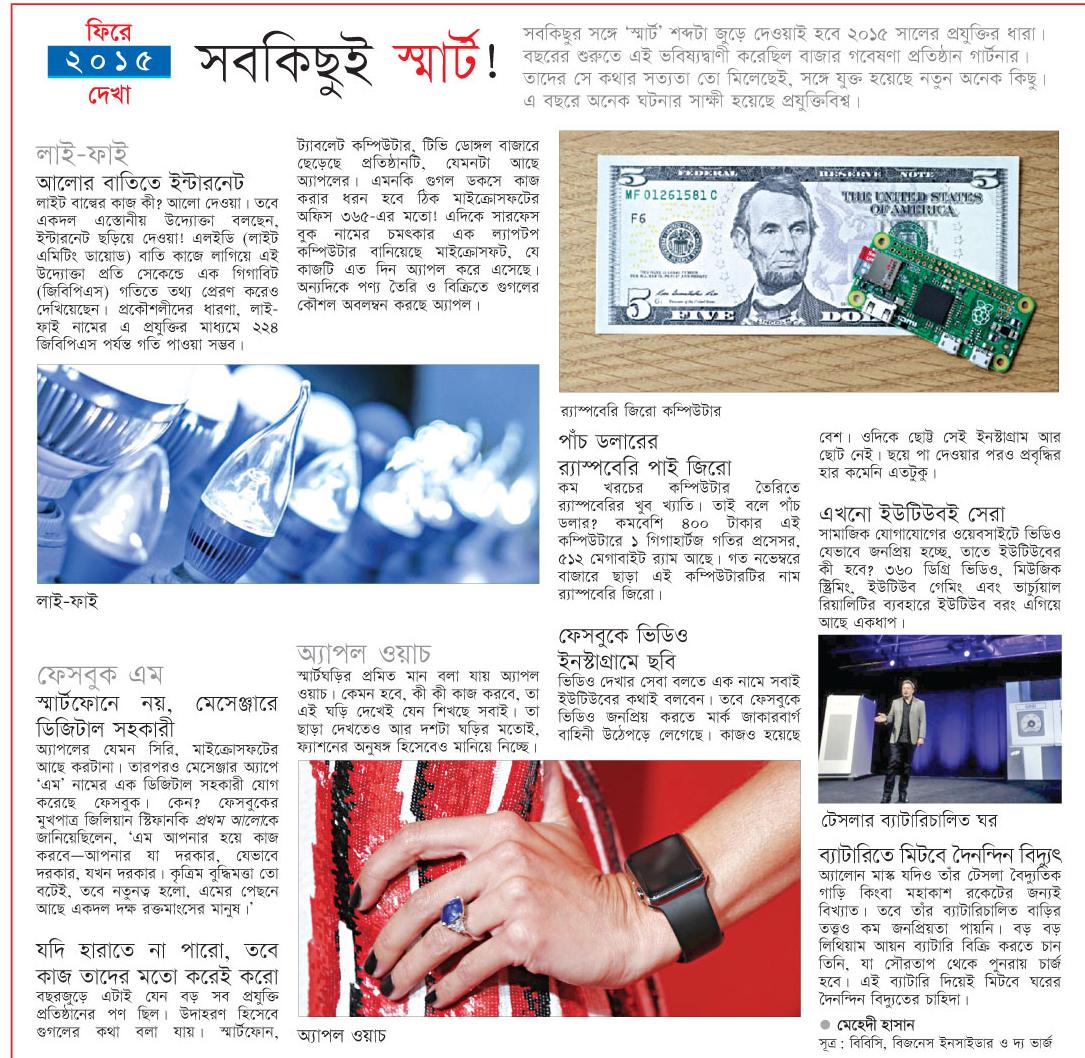 ফিরে
২০১৫
দেখা
সবকিছুই স্মার্ট!
সবকিছুর সঙ্গে ‘স্মার্ট’ শব্দটা জুড়ে দেওয়াই হবে ২০১৫ সালের প্রযুক্তির ধারা।
বছরের শুরুতে এই ভবিষ্যদ্বাণী করেছিল বাজার গবেষণা প্রতিষ্ঠান গার্টনার।
তাদের সে কথার সত্যতা তো মিলেছেই, সঙ্গে যুক্ত হয়েছে নতুন অনেক কিছু।
এ বছরে অনেক ঘটনার সাক্ষী হয়েছে প্রযুক্তিবিশ্ব।
লাই-ফাই
আলোর বাতিতে ইন্টারনেট
লাইট বাল্বের কাজ কী? আলো দেওয়া। তবে
একদল এস্তোনীয় উদ্যোক্তা বলছেন,
ইন্টারনেট ছড়িয়ে দেওয়া! এলইডি (লাইট
এমিটিং ডায়োড) বাতি কাজে লাগিয়ে এই
উদ্যোক্তা প্রতি সেকেন্ডে এক গিগাবিট
(জিবিপিএস) গতিতে তথ্য প্রেরণ করেও
দেখিয়েছেন। প্রকৌশলীদের ধারণা, লাই-
ফাই নামের এ প্রযুক্তির মাধ্যমে ২২৪
জিবিপিএস পর্যন্ত গতি পাওয়া সম্ভব।
লাই-ফাই
ফেসবুক এম
স্মার্টফোনে নয়, মেসেঞ্জারে
ডিজিটাল সহকারী
অ্যাপলের যেমন সিরি, মাইক্রোসফটের
আছে করটানা। তারপরও মেসেঞ্জার অ্যাপে
‘এম’ নামের এক ডিজিটাল সহকারী যোগ
করেছে ফেসবুক। কেন? ফেসবুকের
মুখপাত্র জিলিয়ান স্টিফানকি প্রথম আলোকে
জানিয়েছিলেন, ‘এম আপনার হয়ে কাজ
করবে—আপনার যা দরকার, যেভাবে
দরকার, যখন দরকার। কৃত্রিম বুদ্ধিমত্তা তো
বটেই, তবে নতুনত্ব হলো, এমের পেছনে
আছে একদল দক্ষ রক্তমাংসের মানুষ।’
যদি হারাতে না পারো, তবে
কাজ তাদের মতো করেই করো
বছরজুড়ে এটাই যেন বড় সব প্রযুক্তি
প্রতিষ্ঠানের পণ ছিল। উদাহরণ হিসেবে
গুগলের কথা বলা যায়। স্মার্টফোন,
ট্যাবলেট কম্পিউটার, টিভি ডোঙ্গল বাজারে
ছেড়েছে প্রতিষ্ঠানটি, যেমনটা আছে
অ্যাপলের। এমনকি গুগল ডকসে কাজ
করার ধরন হবে ঠিক মাইক্রোসফটের
অফিস ৩৬৫-এর মতো! এদিকে সারফেস
বুক নামের চমৎকার এক ল্যাপটপ
কম্পিউটার বানিয়েছে মাইক্রোসফট, যে
কাজটি এত দিন অ্যাপল করে এসেছে।
অন্যদিকে পণ্য তৈরি ও বিক্রিতে গুগলের
কৌশল অবলম্বন করছে অ্যাপল।
অ্যাপল ওয়াচ
স্মার্টঘড়ির প্রমিত মান বলা যায় অ্যাপল
ওয়াচ। কেমন হবে, কী কী কাজ করবে, তা
এই ঘড়ি দেখেই যেন শিখছে সবাই। তা
ছাড়া দেখতেও আর দশটা ঘড়ির মতোই,
ফ্যাশনের অনুষঙ্গ হিসেবেও মানিয়ে নিচ্ছে।
অ্যাপল ওয়াচ
FEDERAL RESERVE NOTE
MF 01261581 C
THE UNITED STATES
OF AMERICA
F6
5
5
5
FIVE
LINCOLN
র‍্যাস্পবেরি জিরো কম্পিউটার
পাঁচ ডলারের
র‍্যাস্পবেরি পাই জিরো
কম খরচের কম্পিউটার তৈরিতে
র‍্যাস্পবেরির খুব খ্যাতি। তাই বলে পাঁচ
ডলার? কমবেশি ৪০০ টাকার এই
কম্পিউটারে ১ গিগাহার্টজ গতির প্রসেসর,
৫১২ মেগাবাইট র‍্যাম আছে। গত নভেম্বরে
বাজারে ছাড়া এই কম্পিউটারটির নাম
র‍্যাস্পবেরি জিরো।
ফেসবুকে ভিডিও
ইনস্টাগ্রামে ছবি
ভিডিও দেখার সেবা বলতে এক নামে সবাই
ইউটিউবের কথাই বলবেন। তবে ফেসবুকে
ভিডিও জনপ্রিয় করতে মার্ক জাকারবার্গ
বাহিনী উঠেপড়ে লেগেছে। কাজও হয়েছে
বেশ। ওদিকে ছোট্ট সেই ইনস্টাগ্রাম আর
ছোট নেই। ছয়ে পা দেওয়ার পরও প্রবৃদ্ধির
হার কমেনি এতটুকু।
এখনো ইউটিউবই সেরা
সামাজিক যোগাযোগের ওয়েবসাইটে ভিডিও
যেভাবে জনপ্রিয় হচ্ছে, তাতে ইউটিউবের
কী হবে? ৩৬০ ডিগ্রি ভিডিও, মিউজিক
স্ট্রিমিং, ইউটিউব গেমিং এবং ভার্চ্যুয়াল
রিয়ালিটির ব্যবহারে ইউটিউব বরং এগিয়ে
আছে একধাপ।
টেসলার ব্যাটারিচালিত ঘর
ব্যাটারিতে মিটবে দৈনন্দিন বিদ্যুৎ
অ্যালোন মাস্ক যদিও তাঁর টেসলা বৈদ্যুতিক
গাড়ি কিংবা মহাকাশ রকেটের জন্যই
বিখ্যাত। তবে তাঁর ব্যাটারিচালিত বাড়ির
তত্ত্বও কম জনপ্রিয়তা পায়নি। বড় বড়
লিথিয়াম আয়ন ব্যাটারি বিক্রি করতে চান
তিনি, যা সৌরতাপ থেকে পুনরায় চার্জ
হবে। এই ব্যাটারি দিয়েই মিটবে ঘরের
দৈনন্দিন বিদ্যুতের চাহিদা।
● মেহেদী হাসান
সূত্র : বিবিসি, বিজনেস ইনসাইডার ও দ্য ভার্জ